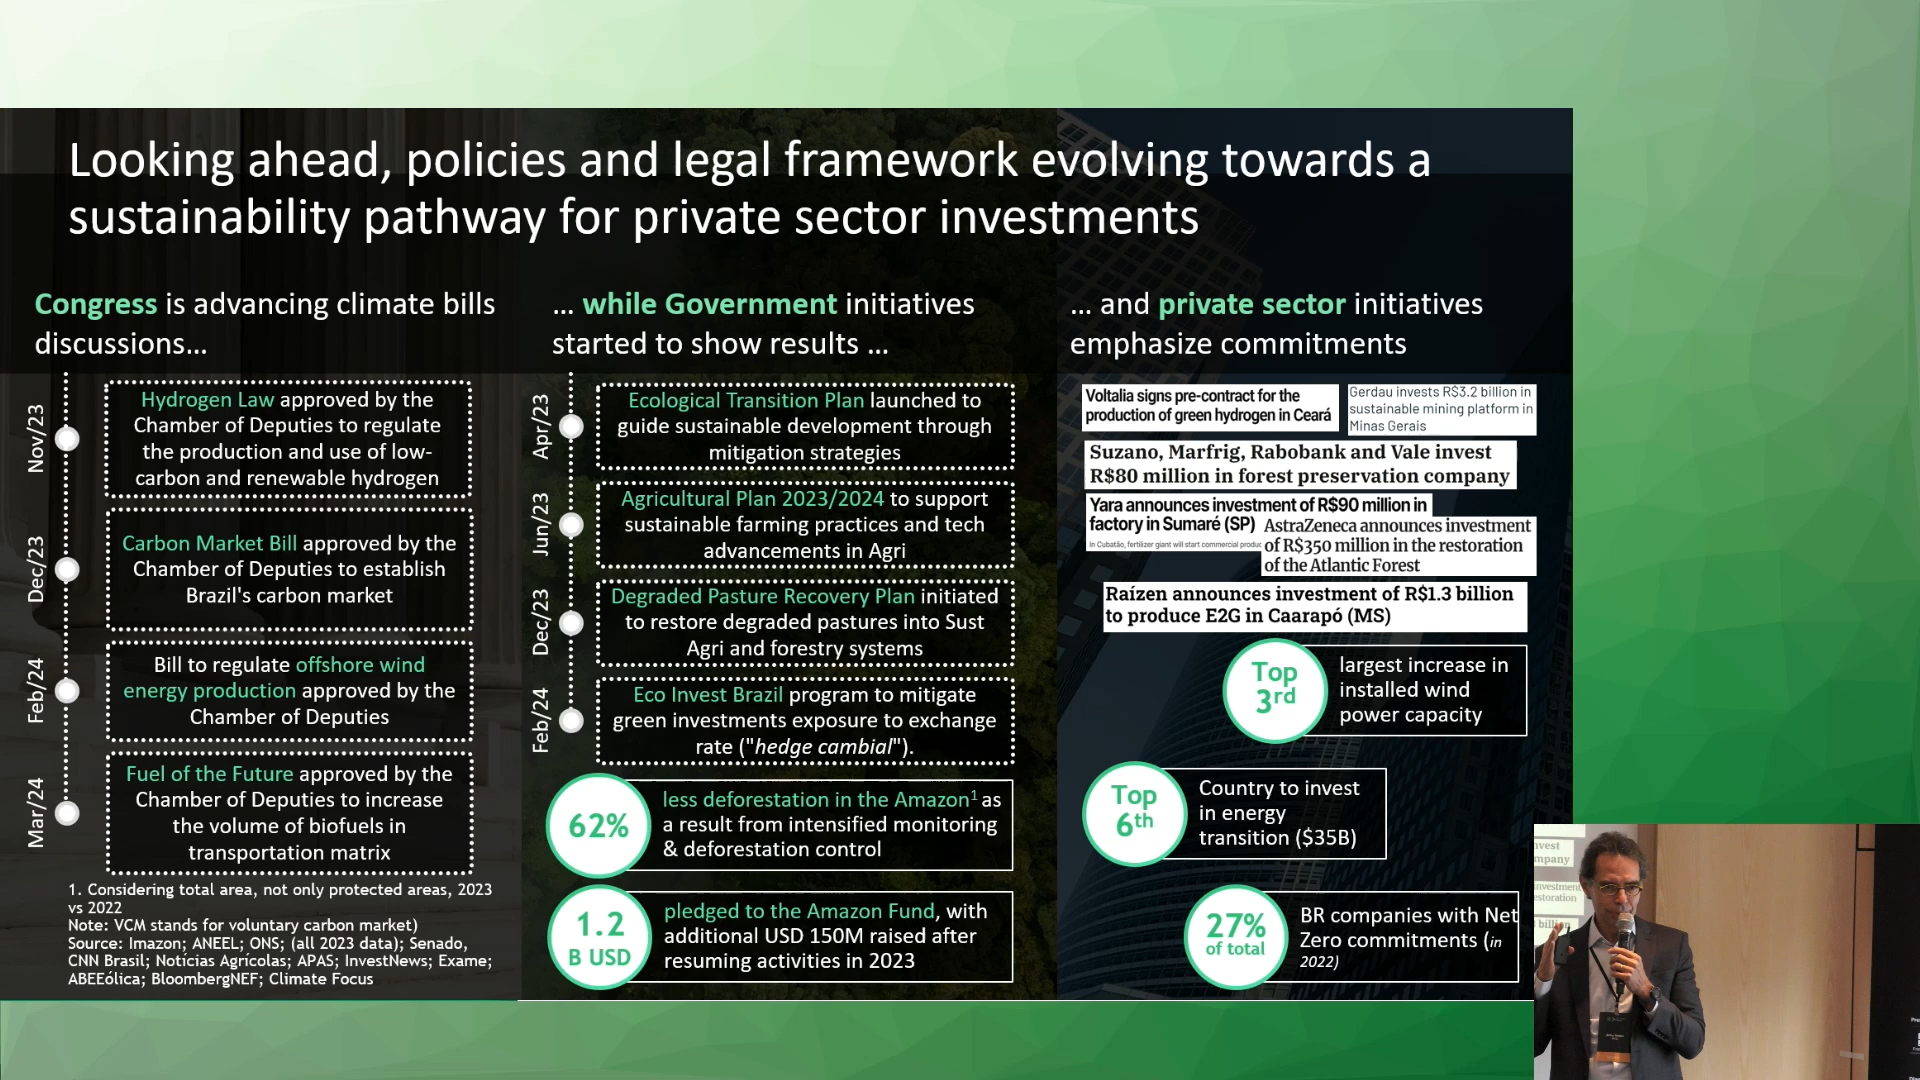 Looking ahead, policies and legal framework evolving towards a
sustainability pathway for private sector investments
Congress is advancing climate bills
discussions…
Nov/23
Hydrogen Law approved by the
Chamber of Deputies to regulate
the production and use of low-
carbon and renewable hydrogen
Dec/23
Carbon Market Bill approved by the
Chamber of Deputies to establish
Brazil's carbon market
Feb/24
Bill to regulate offshore wind
energy production approved by the
Chamber of Deputies
Mar/24
Fuel of the Future approved by the
Chamber of Deputies to increase
the volume of biofuels in
transportation matrix
1. Considering total area, not only protected areas, 2023
vs 2022
Note: VCM stands for voluntary carbon market)
Source: Imazon; ANEEL; ONS; (all 2023 data); Senado,
CNN Brasil; Notícias Agrícolas; APAS; InvestNews; Exame;
ABEEólica; BloombergNEF; Climate Focus
… while Government initiatives
started to show results …
Apr/23
Ecological Transition Plan launched to
guide sustainable development through
mitigation strategies
Jun/23
Agricultural Plan 2023/2024 to support
sustainable farming practices and tech
advancements in Agri
Dec/23
Degraded Pasture Recovery Plan initiated
to restore degraded pastures into Sust
Agri and forestry systems
Feb/24
Eco Invest Brazil program to mitigate
green investments exposure to exchange
rate ("hedge cambial").
62%
less deforestation in the Amazon¹ as
a result from intensified monitoring
& deforestation control
1.2
B USD
pledged to the Amazon Fund, with
additional USD 150M raised after
resuming activities in 2023
… and private sector initiatives
emphasize commitments
Voltalia signs pre-contract for the
production of green hydrogen in Ceará
Gerdau invests R$3.2 billion in
sustainable mining platform in
Minas Gerais
Suzano, Marfrig, Rabobank and Vale invest
R$80 million in forest preservation company
Yara announces investment of R$90 million in
factory in Sumaré (SP)
In Cubatão, fertilizer giant will start commercial produc
AstraZeneca announces investment
of R$350 million in the restoration
of the Atlantic Forest
Raízen announces investment of R$1.3 billion
to produce E2G in Caarapó (MS)
Top
3rd
largest increase in
installed wind
power capacity
Top
6th
Country to invest
in energy
transition ($35B)
27%
of total
BR companies with Net
Zero commitments (in
2022)
nvest
mpany
nvestment
estoration
billion